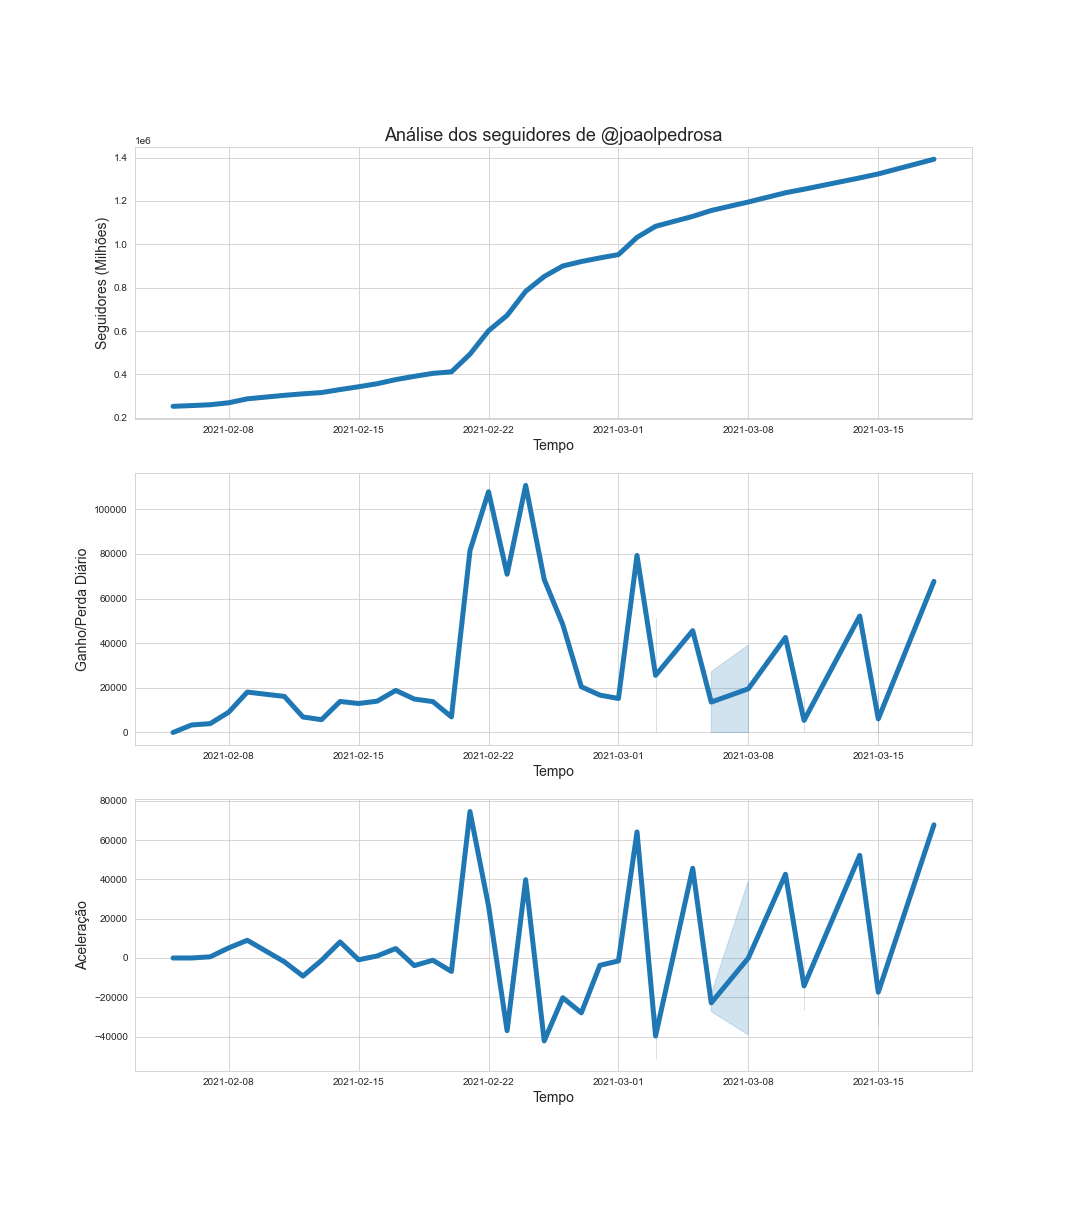 Análise dos seguidores de @joaolpedrosa
1e6
1.4
1.2
1.0
0.8
0.6
0.4
0.2
Seguidores (Milhões)
2021-02-08 2021-02-15 2021-02-22 2021-03-01 2021-03-08 2021-03-15
Tempo
100000
80000
60000
40000
20000
0
Ganho/Perda Diário
2021-02-08 2021-02-15 2021-02-22 2021-03-01 2021-03-08 2021-03-15
Tempo
80000
60000
40000
20000
0
−20000
−40000
Aceleração
2021-02-08 2021-02-15 2021-02-22 2021-03-01 2021-03-08 2021-03-15
Tempo